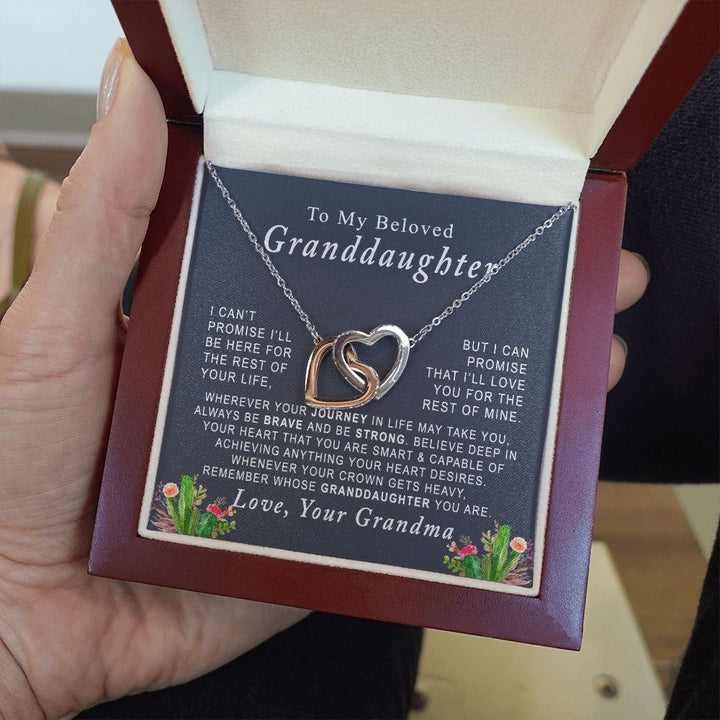 To My Beloved
Granddaughter
I CAN'T
PROMISE I'LL
BE HERE FOR
THE REST OF
YOUR LIFE,
BUT I CAN
PROMISE
THAT I'LL LOVE
YOU FOR THE
REST OF MINE.
WHEREVER YOUR JOURNEY IN LIFE MAY TAKE YOU,
ALWAYS BE BRAVE AND BE STRONG. BELIEVE DEEP IN
YOUR HEART THAT YOU ARE SMART & CAPABLE OF
ACHIEVING ANYTHING YOUR HEART DESIRES.
WHENEVER YOUR CROWN GETS HEAVY,
REMEMBER WHOSE GRANDDAUGHTER YOU ARE.
Love, Your Grandma